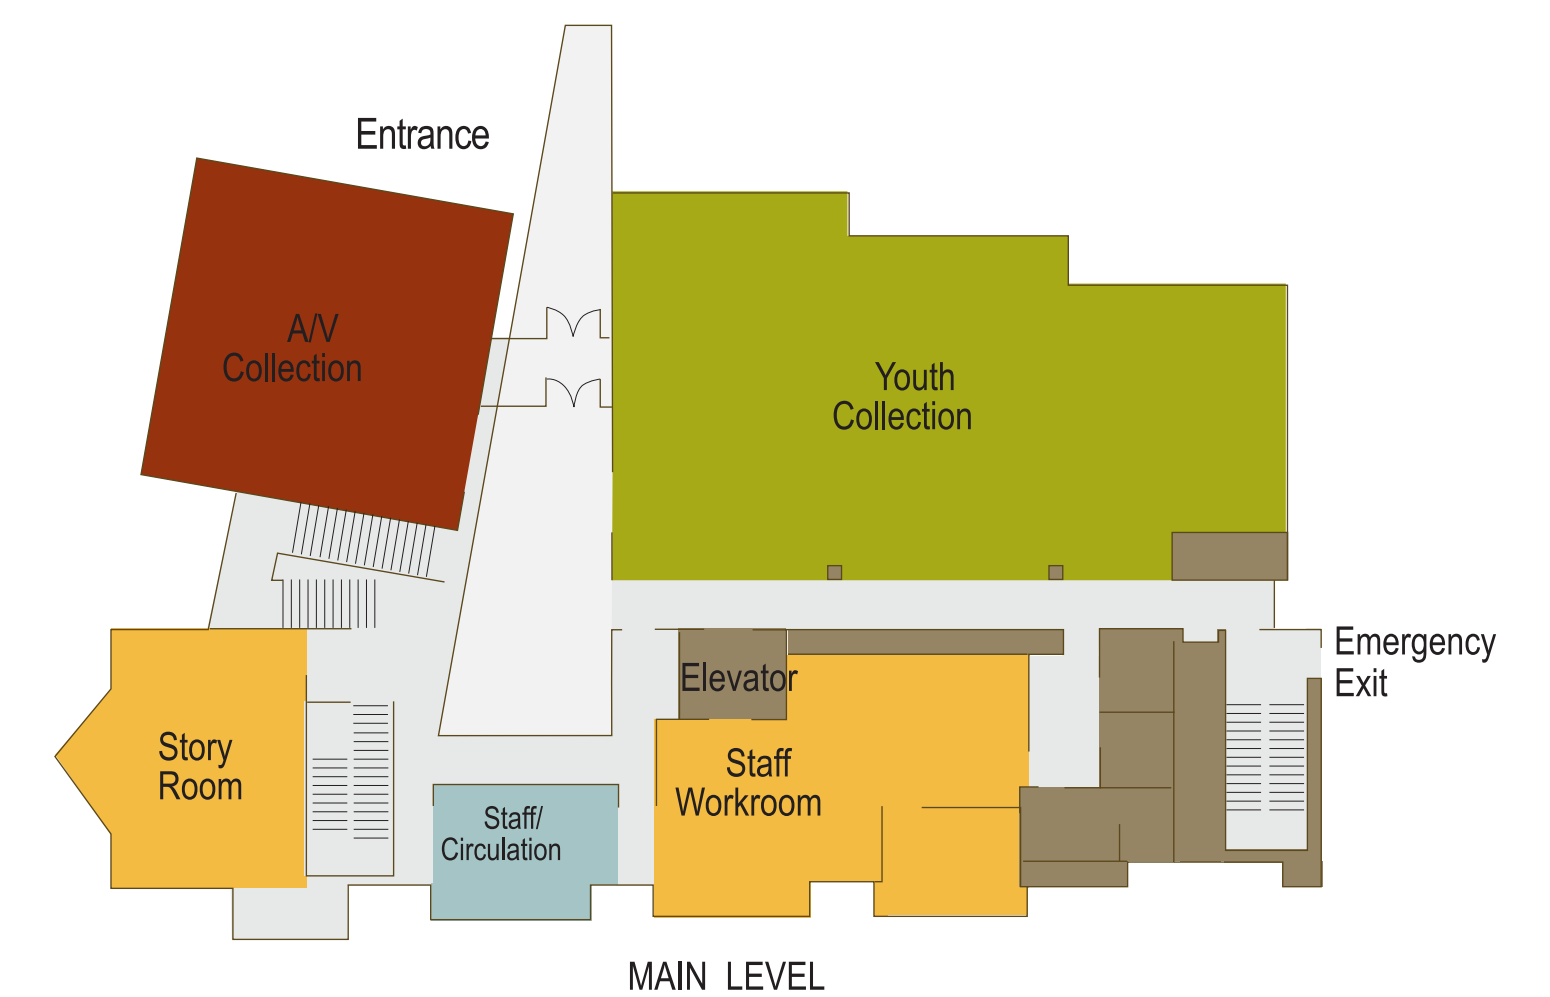 Entrance
A/V
Collection
Youth
Collection
Emergency
Exit
Elevator
Story
Room
Staff
Workroom
Staff/
Circulation
MAIN LEVEL